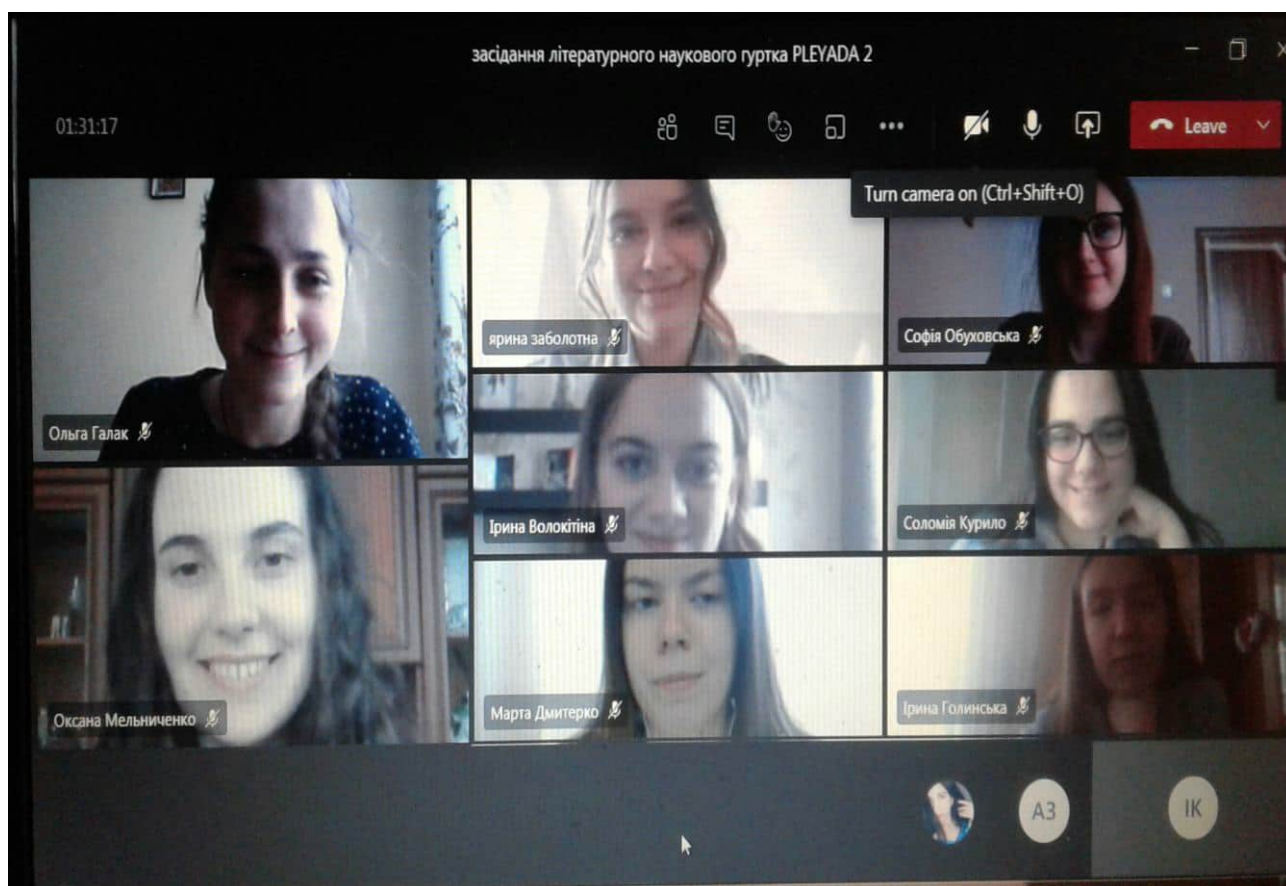 засідання літературного наукового гуртка PLEYADA 2
01:31:17
Leave
Turn camera on (Ctrl+Shift+O)
Ольга Галак
ярина заболотна
Софія Обуховська
Ірина Волокітіна
Соломія Курило
Оксана Мельниченко
Марта Дмитерко
Ірина Голинська
АЗ
ІК